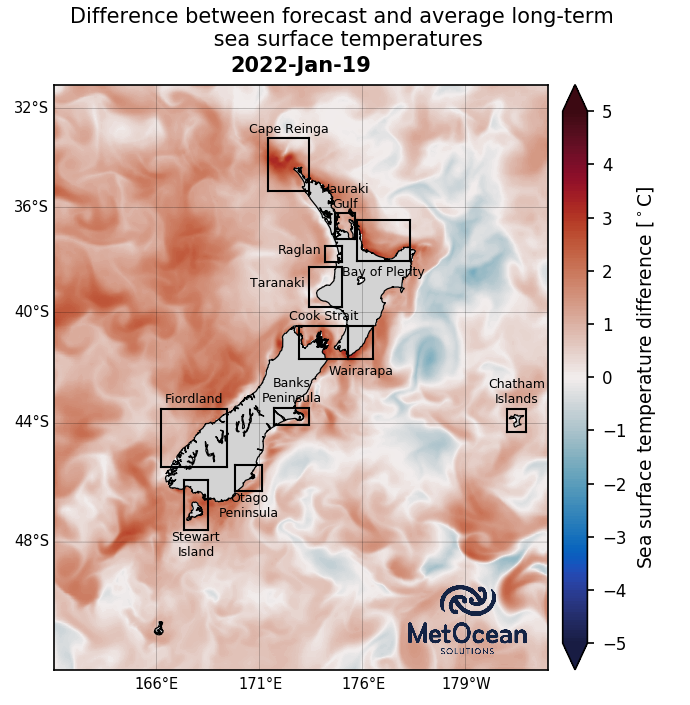 Difference between forecast and average long-term
sea surface temperatures
2022-Jan-19
32°S
36°S
40°S
44°S
48°S
166°E
171°E
176°E
179°W
Cape Reinga
Hauraki
Gulf
Raglan
Bay of Plenty
Taranaki
Cook Strait
Wairarapa
Banks
Peninsula
Fiordland
Chatham
Islands
Otago
Peninsula
Stewart
Island
MetOcean
SOLUTIONS
5
4
3
2
1
0
−1
−2
−3
−4
−5
Sea surface temperature difference [°C]